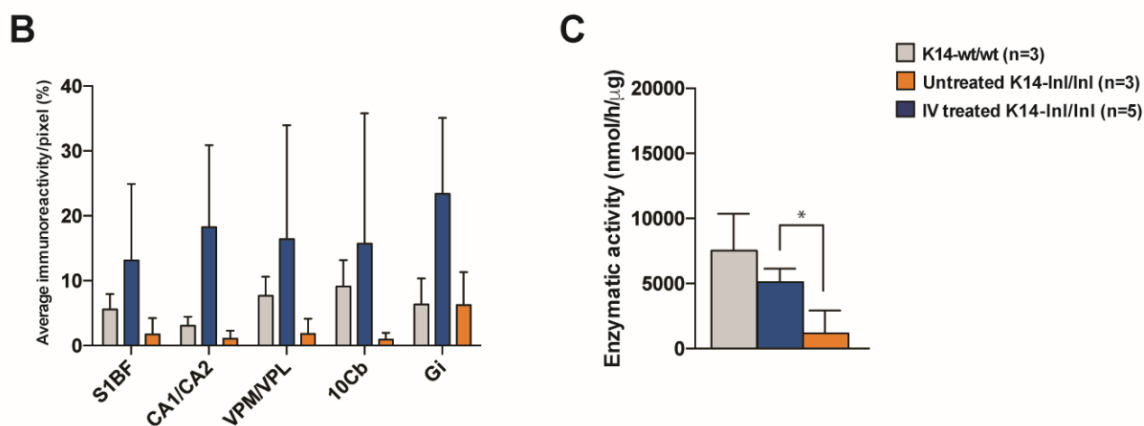 B
Average immunoreactivity/pixel (%)
40
30
20
10
0
S1BF
CA1/CA2
VPM/VPL
10Cb
Gi
C
Enzymatic activity (nmol/h/μg)
20000
15000
10000
5000
0
*
K14-wt/wt (n=3)
Untreated K14-lnl/lnl (n=3)
IV treated K14-lnl/lnl (n=5)